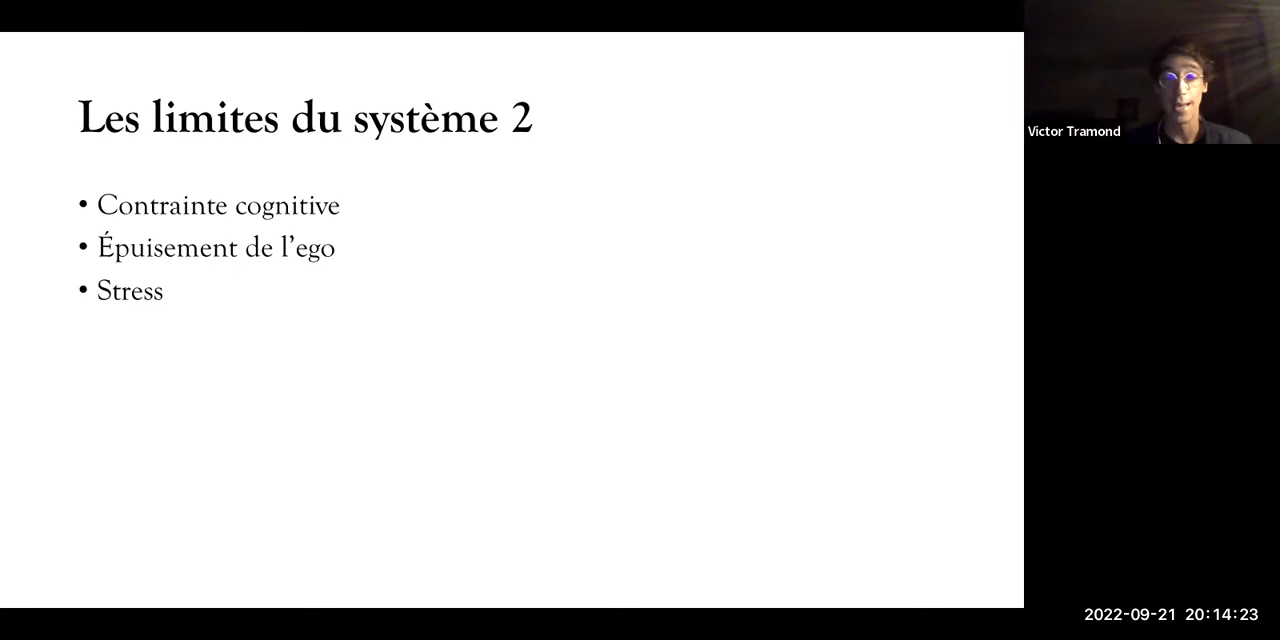 Les limites du système 2
• Contrainte cognitive
• Épuisement de l’ego
• Stress
Victor Tramond
2022-09-21 20:14:23